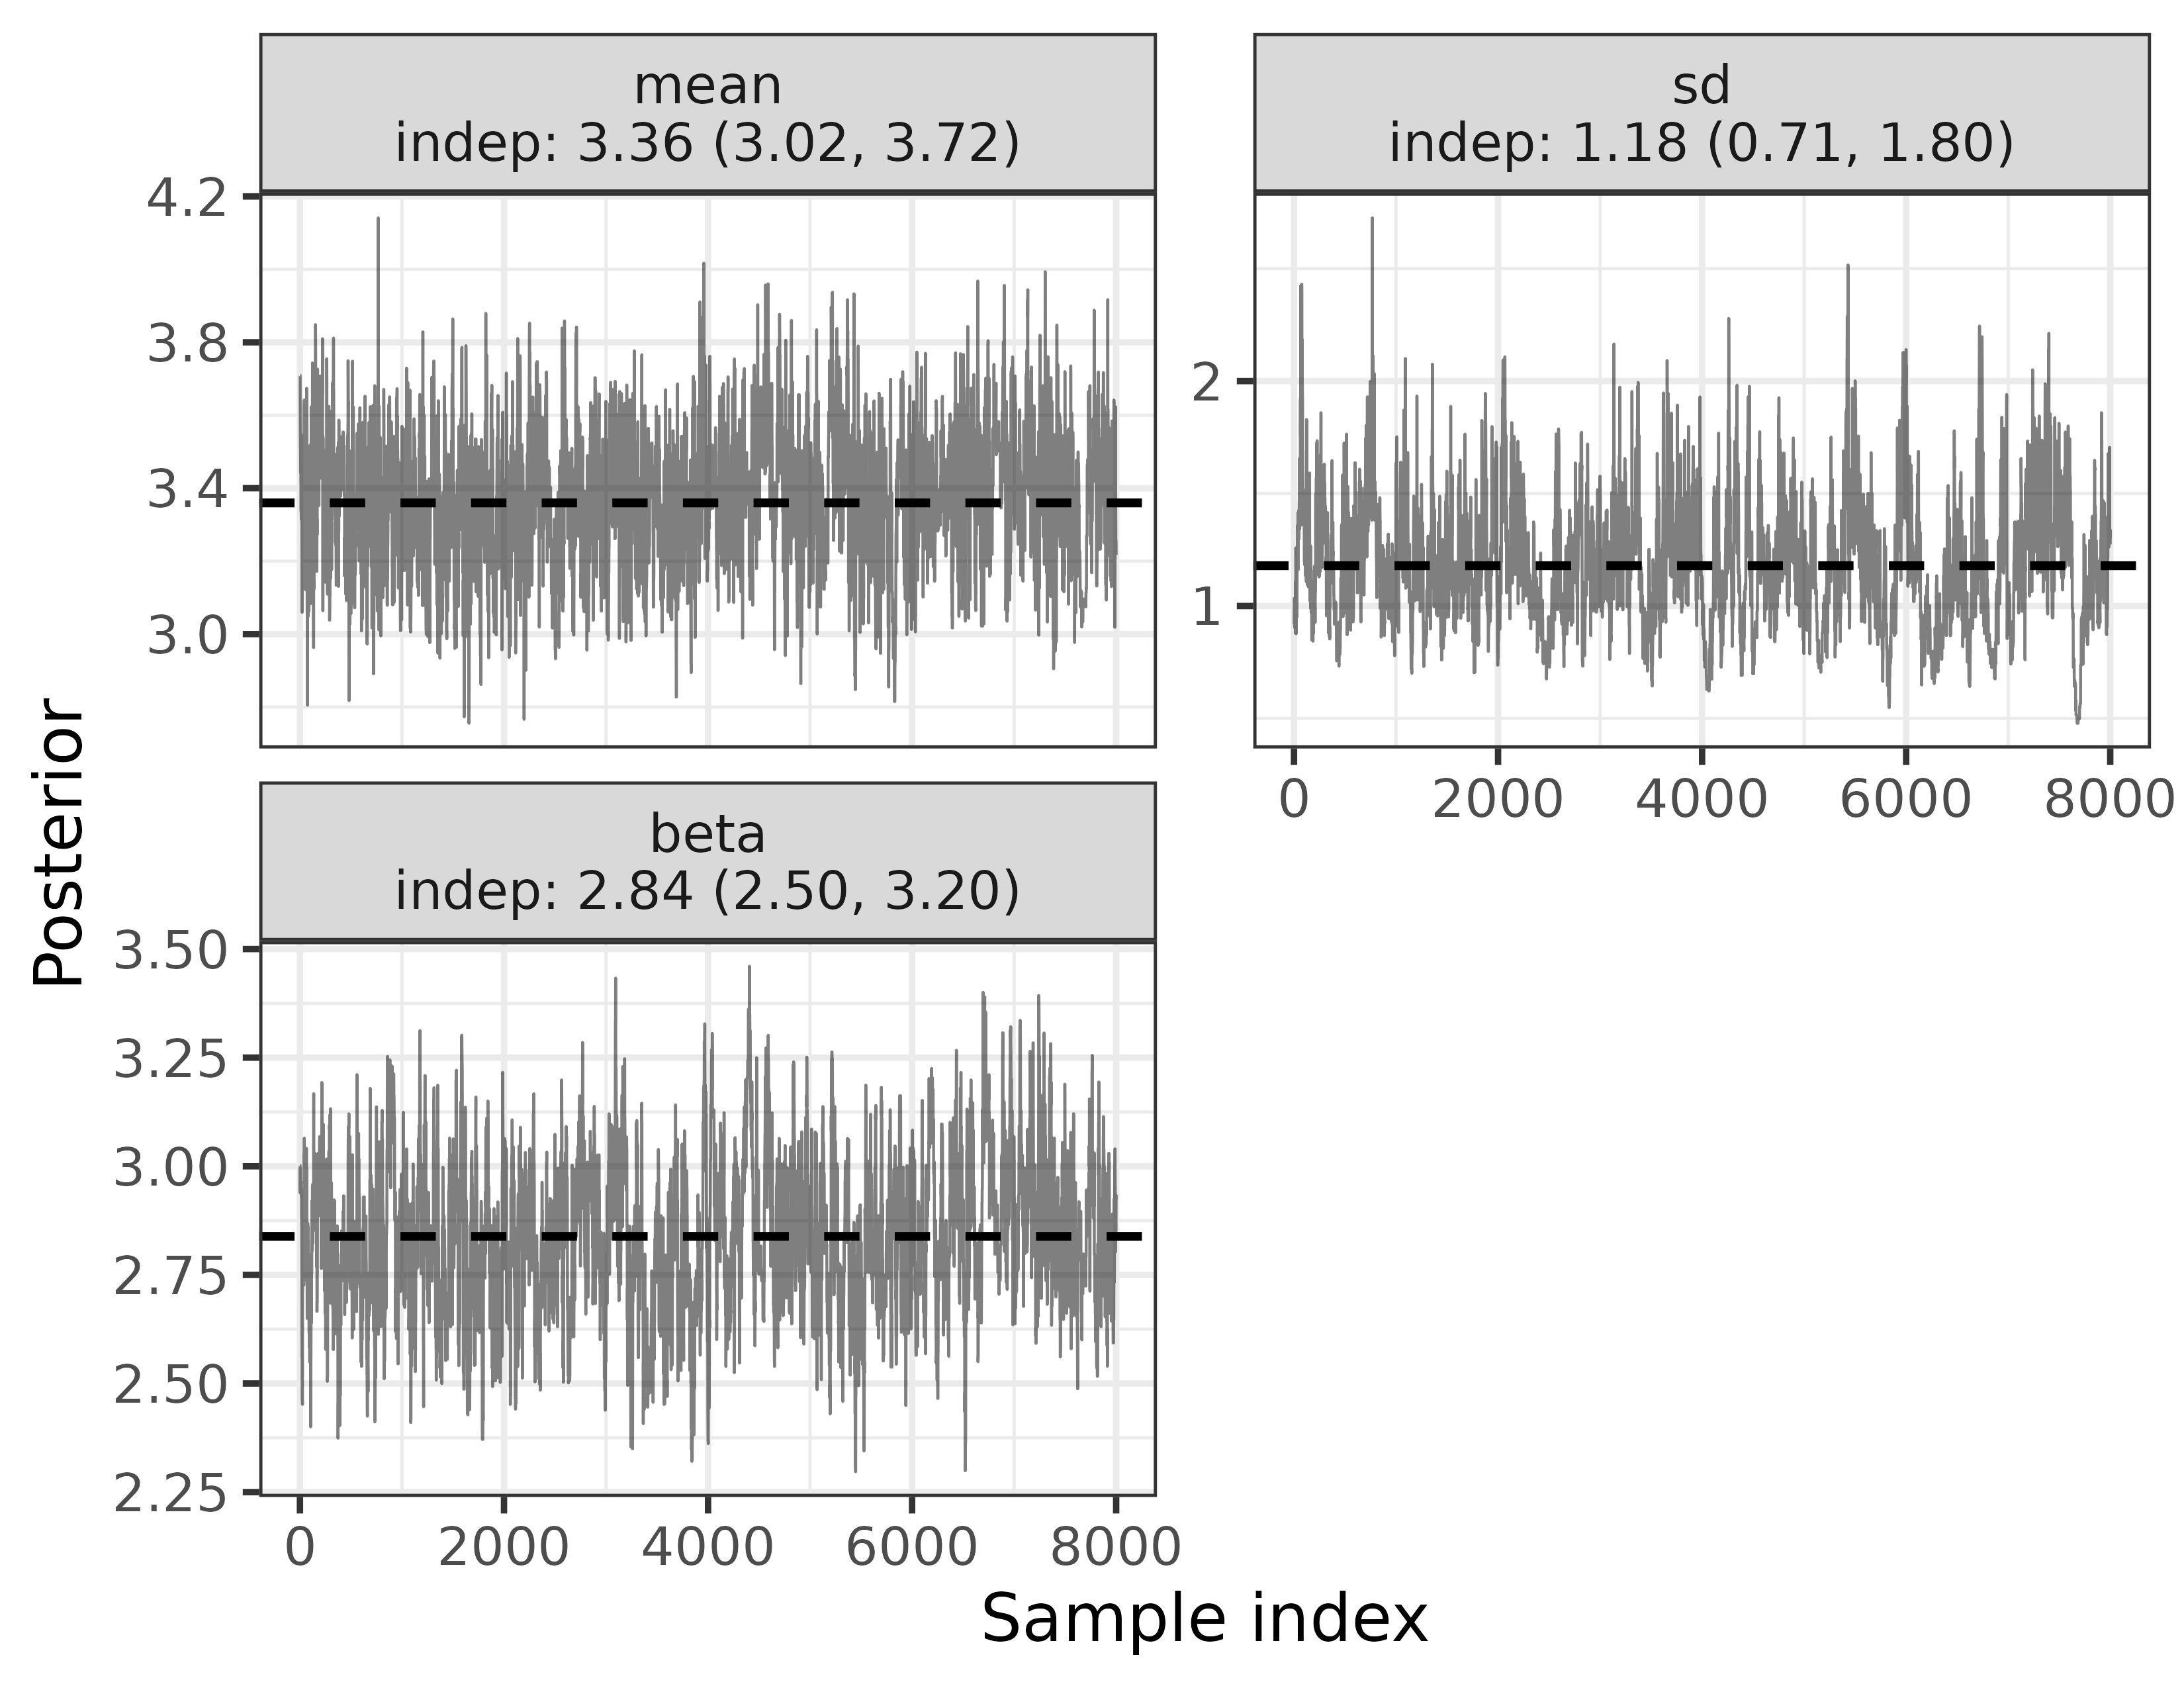 mean
indep: 3.36 (3.02, 3.72)
sd
indep: 1.18 (0.71, 1.80)
4.2
3.8
3.4
3.0
2
1
0 2000 4000 6000 8000
beta
indep: 2.84 (2.50, 3.20)
3.50
3.25
3.00
2.75
2.50
2.25
0 2000 4000 6000 8000
Posterior
Sample index